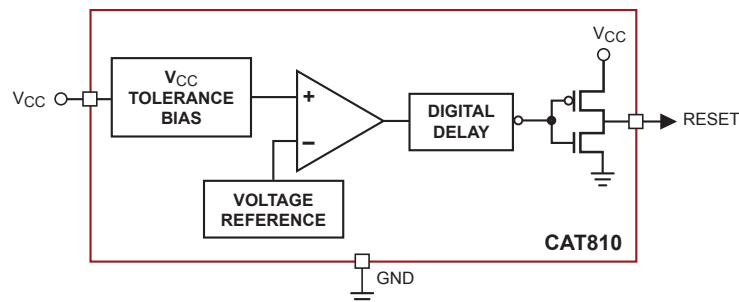 VCC
VCC
VCC
TOLERANCE
BIAS
+
−
DIGITAL
DELAY
RESET
VOLTAGE
REFERENCE
CAT810
GND